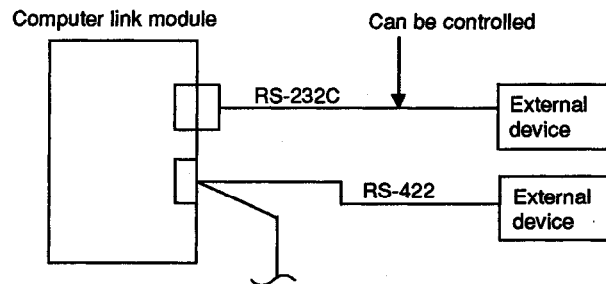 Computer link module
Can be controlled
RS-232C
External
device
RS-422
External
device